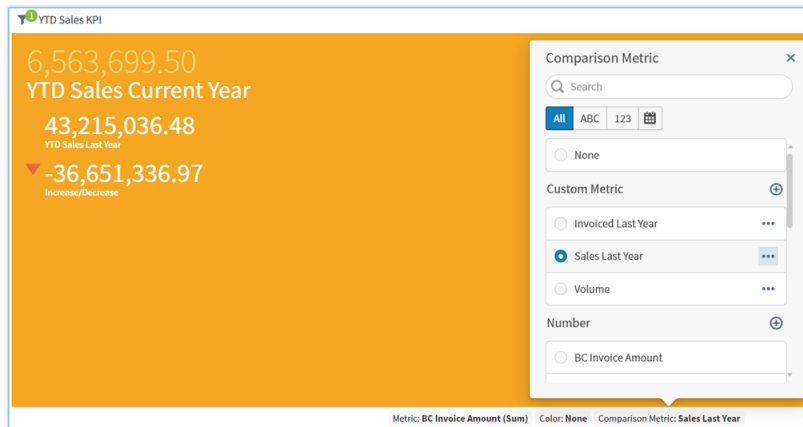 1
YTD Sales KPI
6,563,699.50
YTD Sales Current Year
43,215,036.48
YTD Sales Last Year
-36,651,336.97
Increase/Decrease
Comparison Metric
Search
All ABC 123
None
Custom Metric
Invoiced Last Year
Sales Last Year
Volume
Number
BC Invoice Amount
Metric: BC Invoice Amount (Sum) Color: None Comparison Metric: Sales Last Year